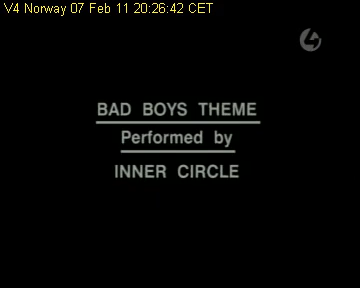 V4 Norway 07 Feb 11 20:26:42 CET
BAD BOYS THEME
Performed by
INNER CIRCLE